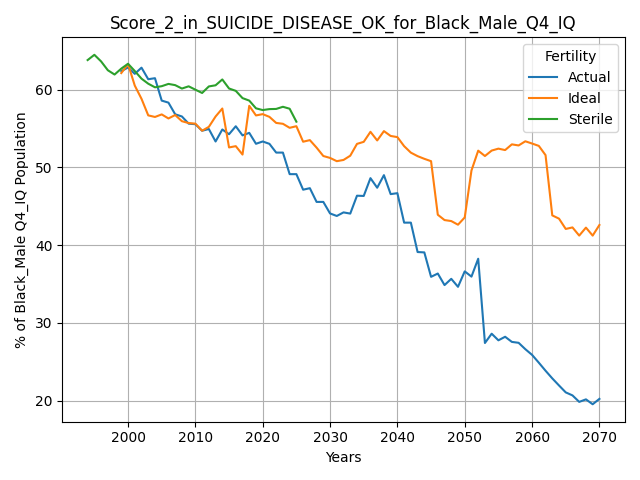 Score_2_in_SUICIDE_DISEASE_OK_for_Black_Male_Q4_IQ
Fertility
Actual
Ideal
Sterile
% of Black_Male Q4_IQ Population
60
50
40
30
20
2000 2010 2020 2030 2040 2050 2060 2070
Years